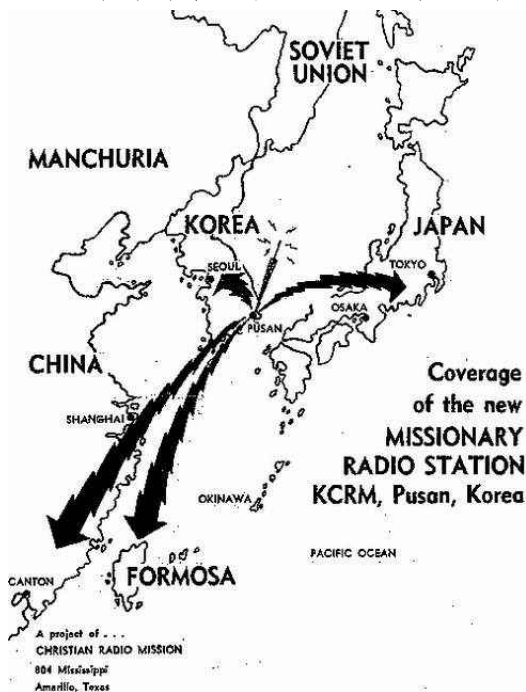 SOVIET
UNION
MANCHURIA
KOREA
JAPAN
SEOUL
TOKYO
OSAKA
PUSAN
CHINA
SHANGHAI
Coverage
of the new
MISSIONARY
RADIO STATION
KCRM, Pusan, Korea
OKINAWA
PACIFIC OCEAN
FORMOSA
CANTON
A project of . . .
CHRISTIAN RADIO MISSION
804 Mississippi
Amarillo, Texas